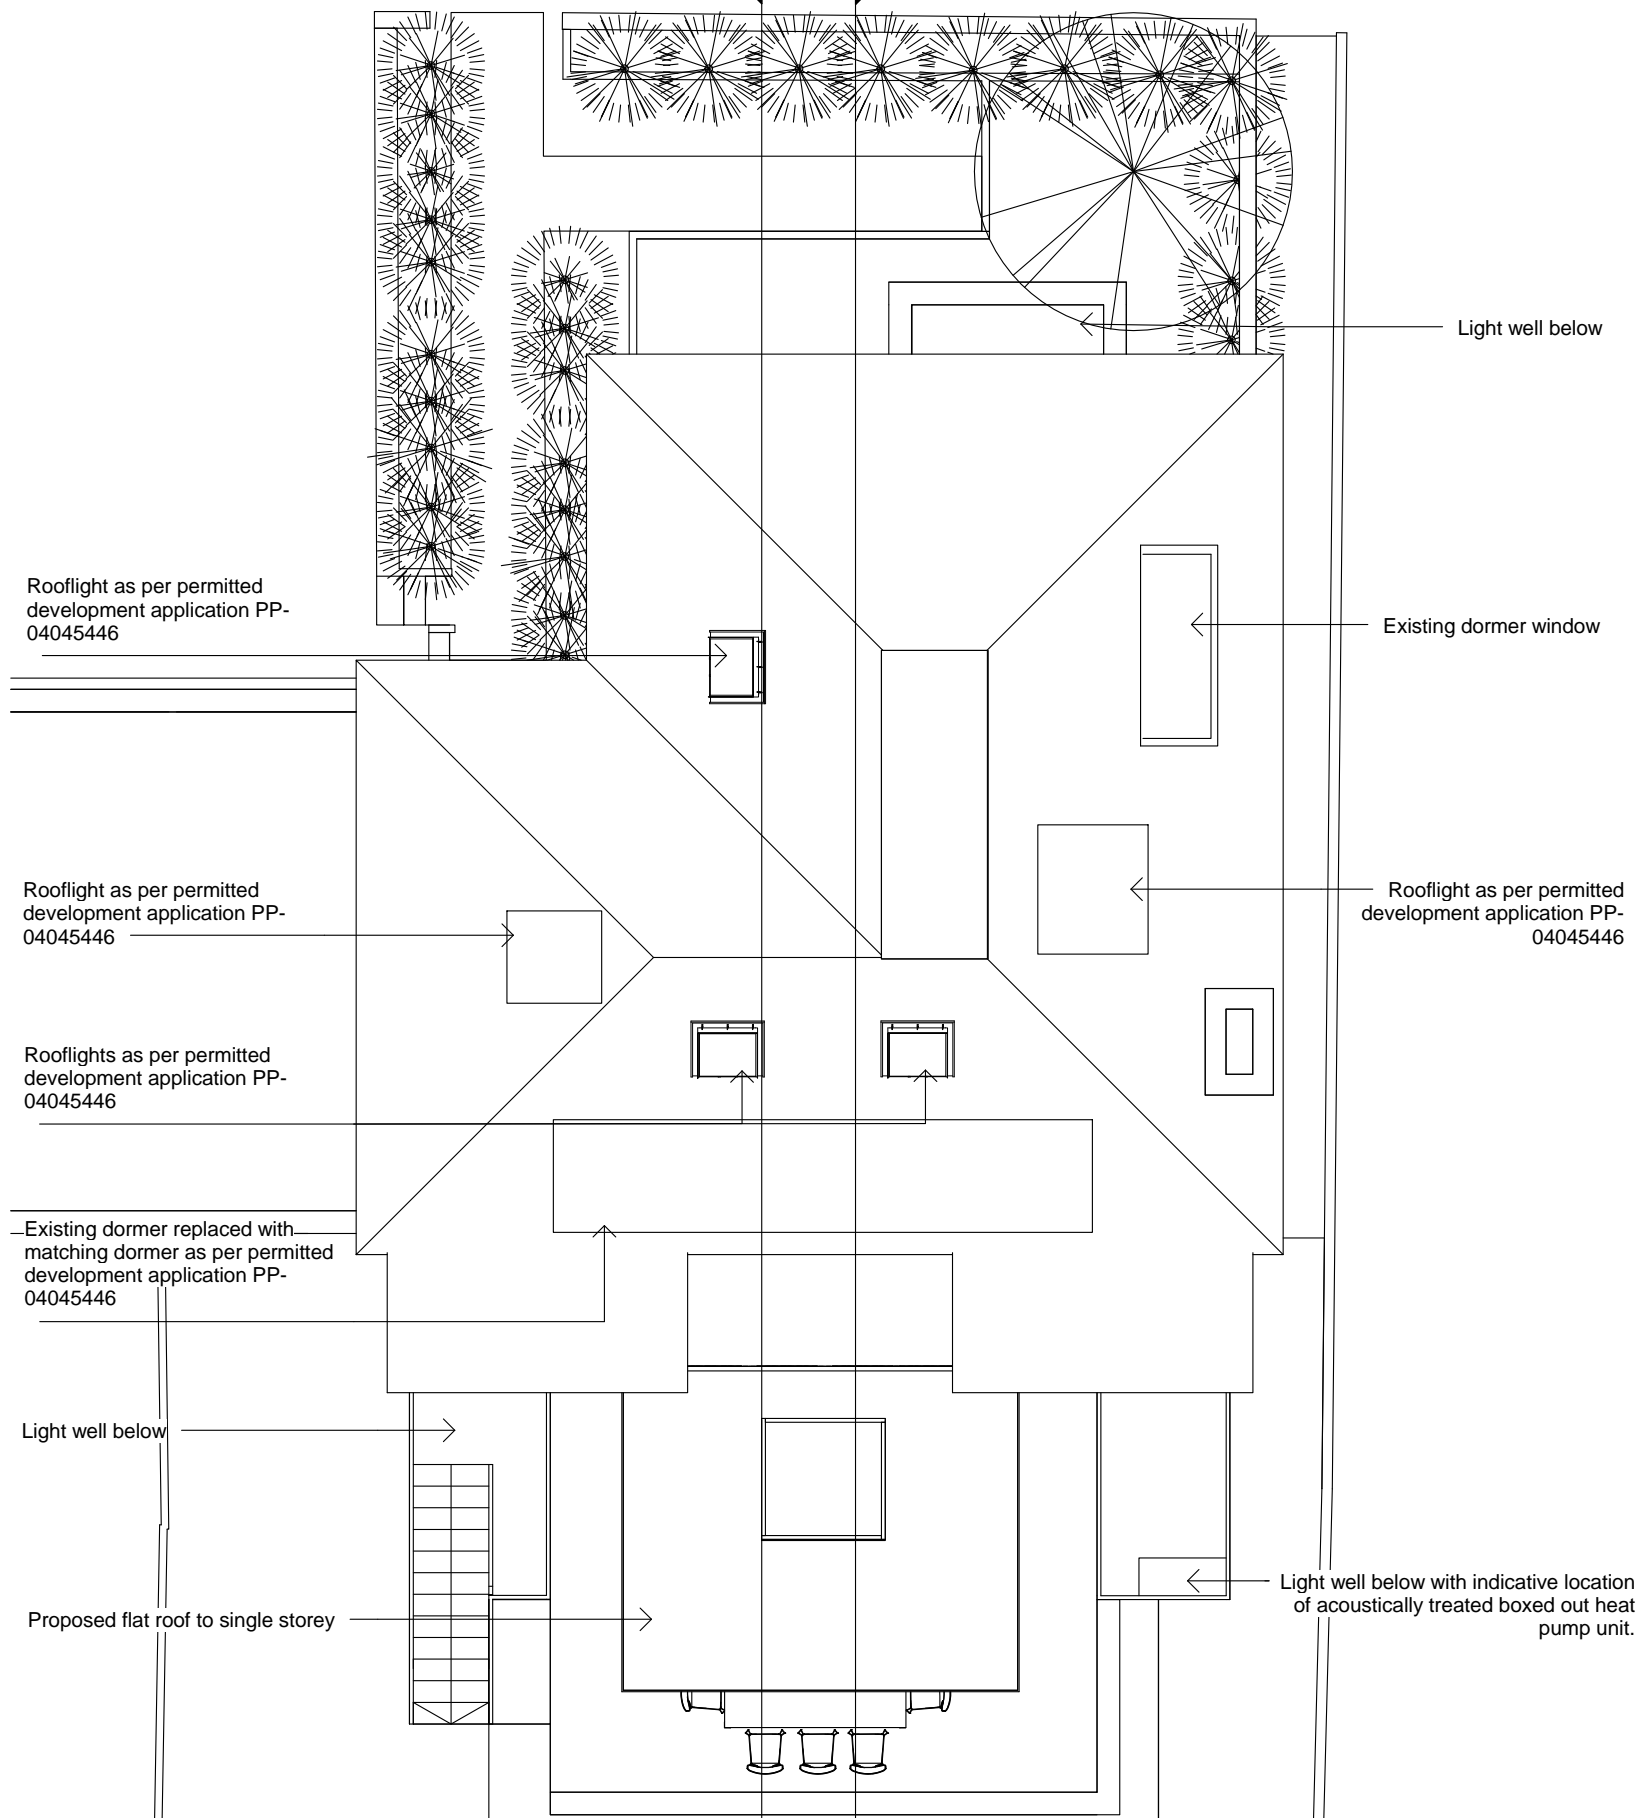 Light well below
Rooflight as per permitted
development application PP-
04045446
Existing dormer window
Rooflight as per permitted
development application PP-
04045446
Rooflight as per permitted
development application PP-
04045446
Rooflights as per permitted
development application PP-
04045446
Existing dormer replaced with
matching dormer as per permitted
development application PP-
04045446
Light well below
Light well below with indicative location
of acoustically treated boxed out heat
pump unit.
Proposed flat roof to single storey